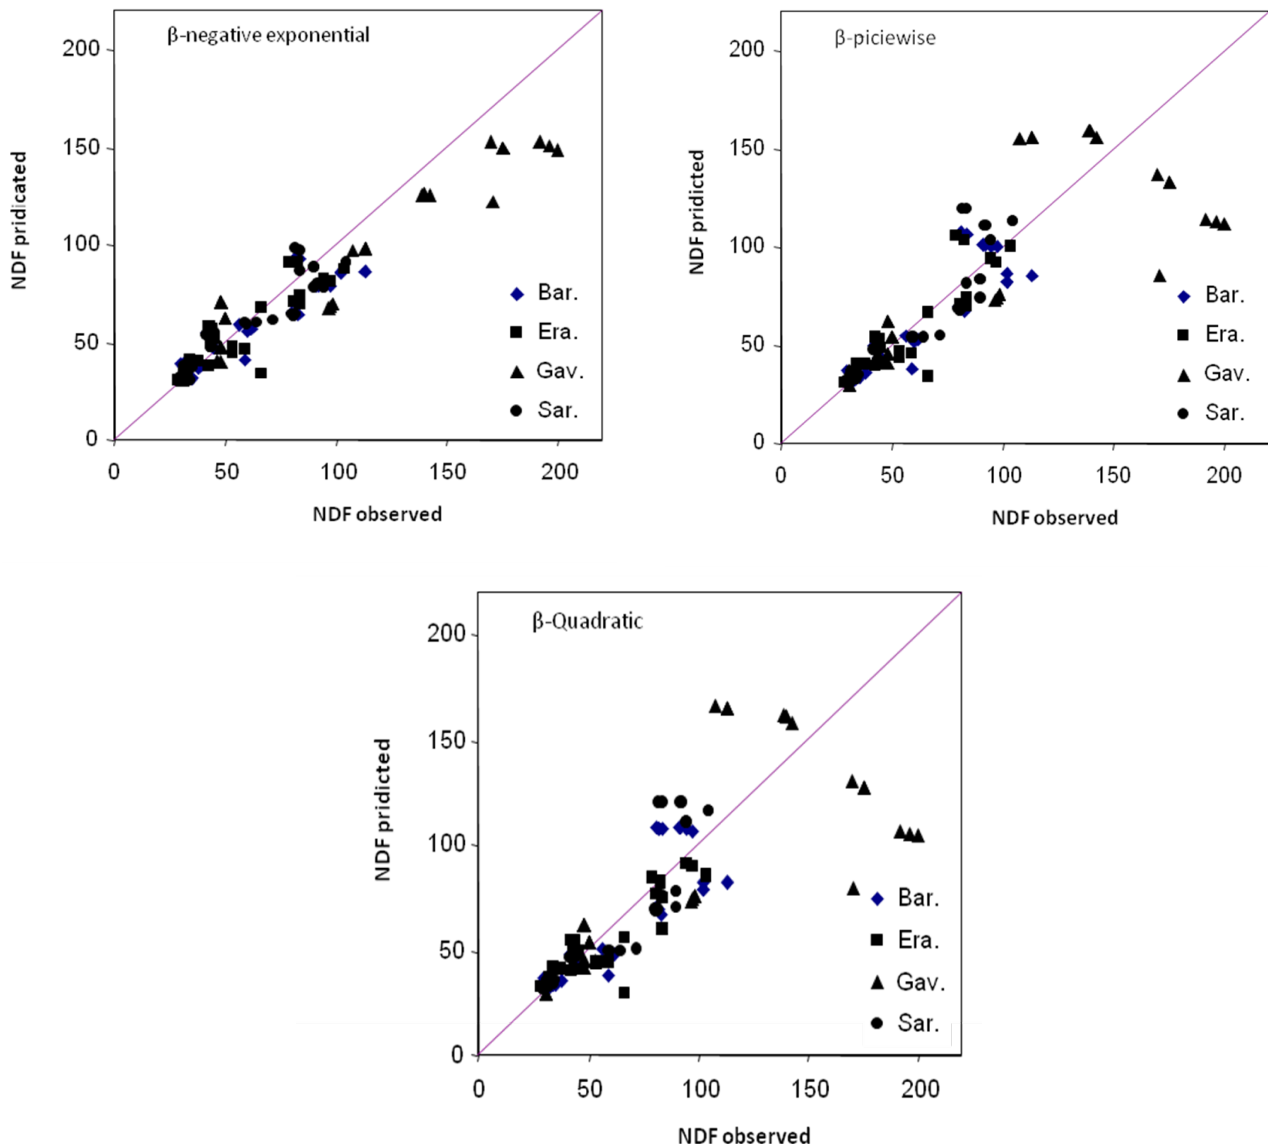 β-negative exponential
200
150
100
50
0
0 50 100 150 200
NDF observed
NDF pridicated
Bar.
Era.
Gav.
Sar.
β-piciewise
200
150
100
50
0
0 50 100 150 200
NDF observed
NDF pridicted
Bar.
Era.
Gav.
Sar.
β-Quadratic
200
150
100
50
0
0 50 100 150 200
NDF observed
NDF pridicted
Bar.
Era.
Gav.
Sar.